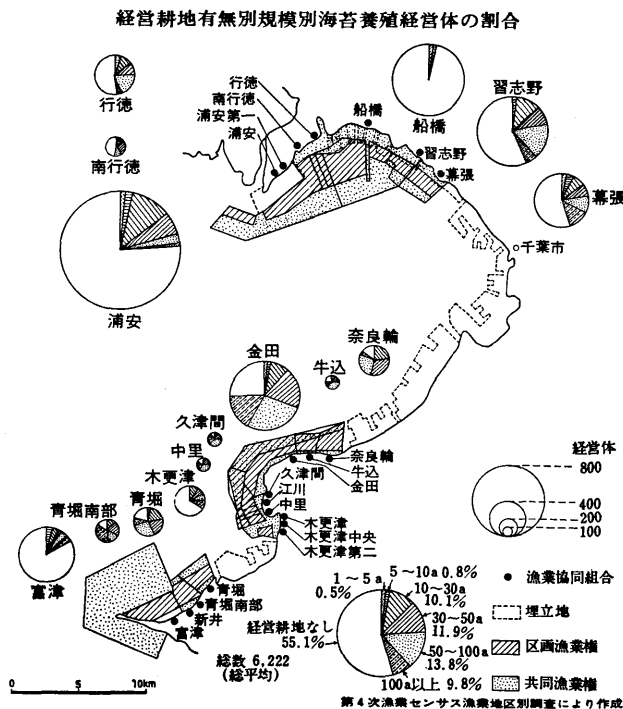 経営耕地有無別規模別海苔養殖経営体の割合
行徳
南行徳
浦安
行徳
南行徳
浦安第一
浦安
船橋
船橋
習志野
習志野
幕張
幕張
千葉市
金田
牛込
奈良輪
久津間
中里
木更津
青堀
青堀南部
富津
奈良輪
牛込
金田
久津間
江川
中里
木更津
木更津中央
木更津第二
青堀
青堀南部
新井
富津
経営体
800
400
200
100
1～5a
0.5%
5～10a 0.8%
10～30a
10.1%
30～50a
11.9%
50～100a
13.8%
100a以上 9.8%
経営耕地なし
55.1%
総数 6,222
(総平均)
漁業協同組合
埋立地
区画漁業権
共同漁業権
0 5 10km
第4次漁業センサス漁業地区別調査により作成